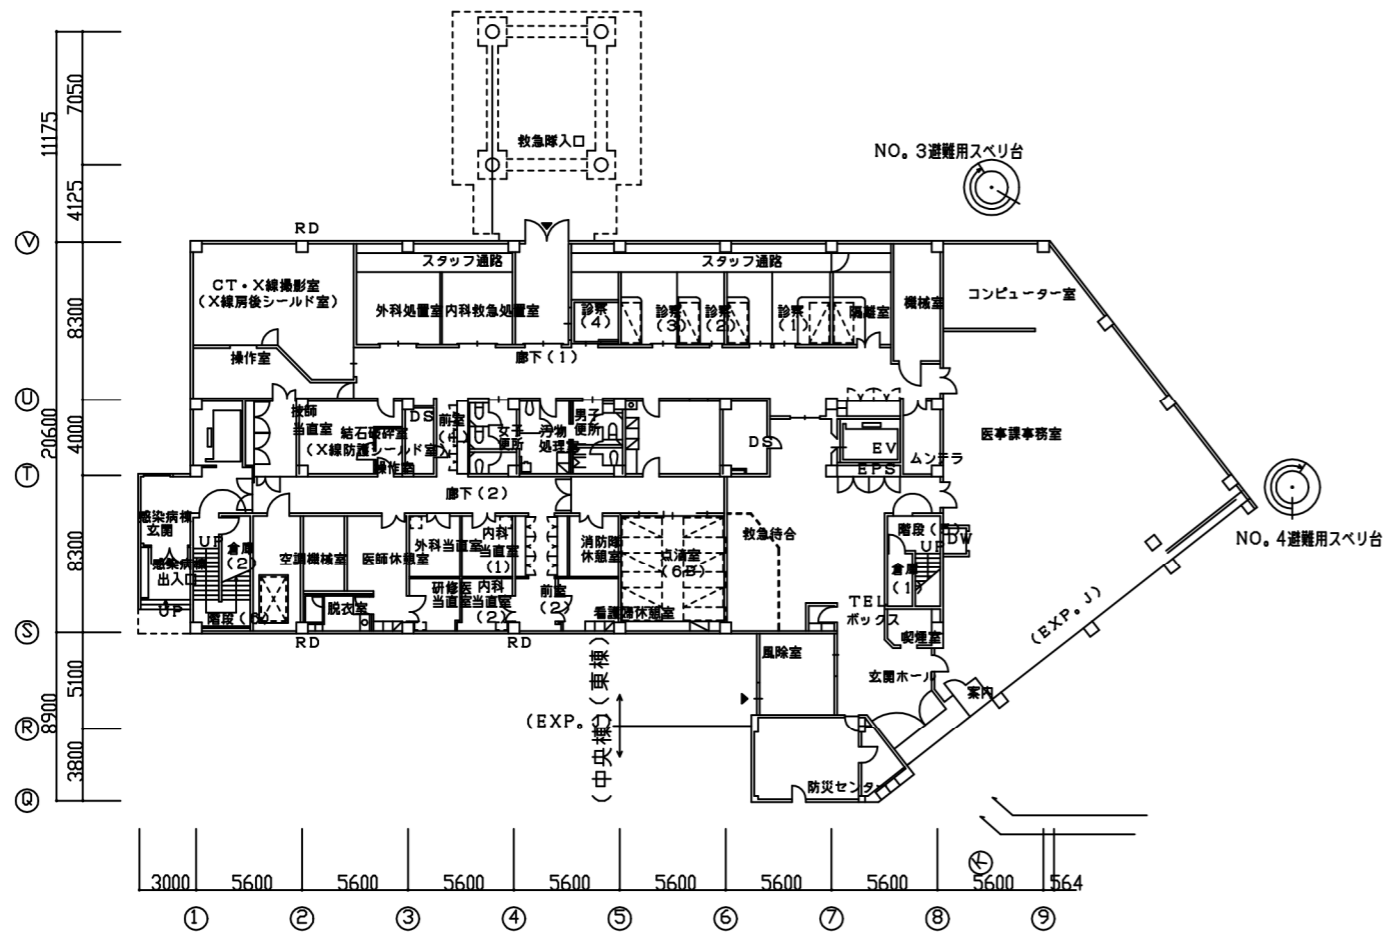 救急隊入口
NO。3避難用スベリ台
7050
11175
4125
RD
V
スタッフ通路
スタッフ通路
CT・X線撮影室
(X線房後シールド室)
コンピューター室
外科処置室
内科救急処置室
診察
(4)
診察
(3)
診察
(2)
診察
(1)
隔離室
機械室
8300
操作室
廊下(1)
U
技師
当直室
結石破砕室
(X線防護シールド室)
操作室
DS
前室
女子
便所
汚物
処理室
男子
便所
DS
EV
EPS
ムンテラ
医事課事務室
20600
4000
T
廊下(2)
NO。4避難用スベリ台
感染病棟
玄関
感染病棟
出入口
UP
UP
倉庫
(2)
階段(6)
空調機械室
医師休憩室
脱衣室
外科当直室
内科
当直室
(1)
研修医
当直室
内科
当直室
(2)
前室
(2)
消防隊
休憩室
点滴室
(6B)
看護師休憩室
救急待合
階段(5)
UP
DW
倉庫
(1)
TEL
ボックス
喫煙室
8300
(EXP。J)
S
RD
RD
風除室
玄関ホール
案内
(東棟)
(中央棟)
(EXP。
5100
8900
R
3800
防災センター
Q
K
3000
5600
5600
5600
5600
5600
5600
5600
5600
564
1
2
3
4
5
6
7
8
9